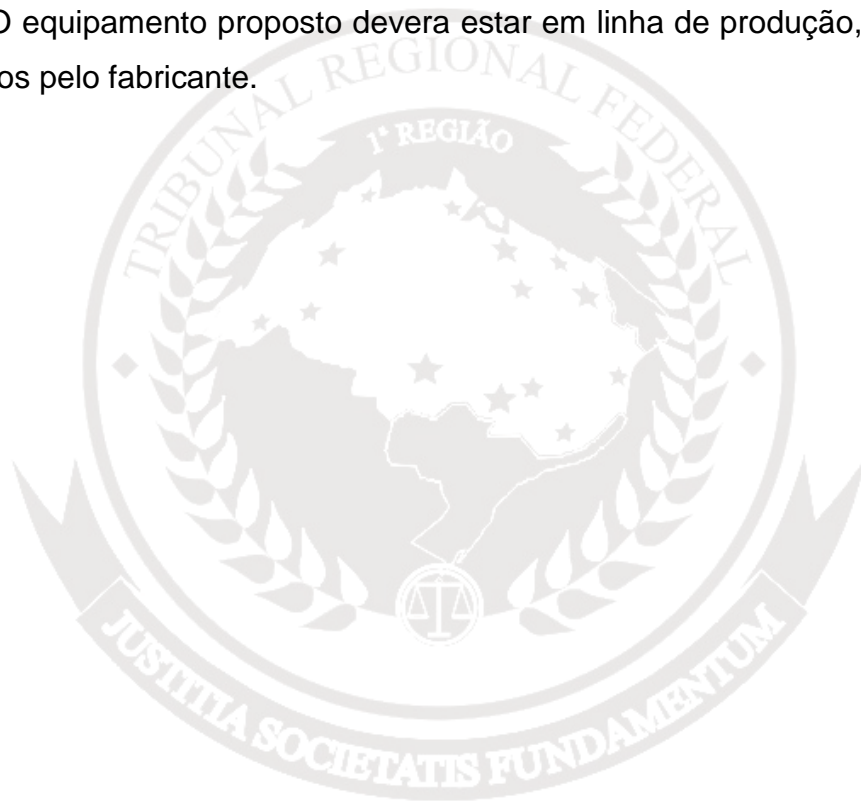 O equipamento proposto devera estar em linha de produção,
os pelo fabricante.
TRIBUNAL REGIONAL FEDERAL
1ª REGIÃO
JUSTITIA SOCIETATIS FUNDAMENTUM